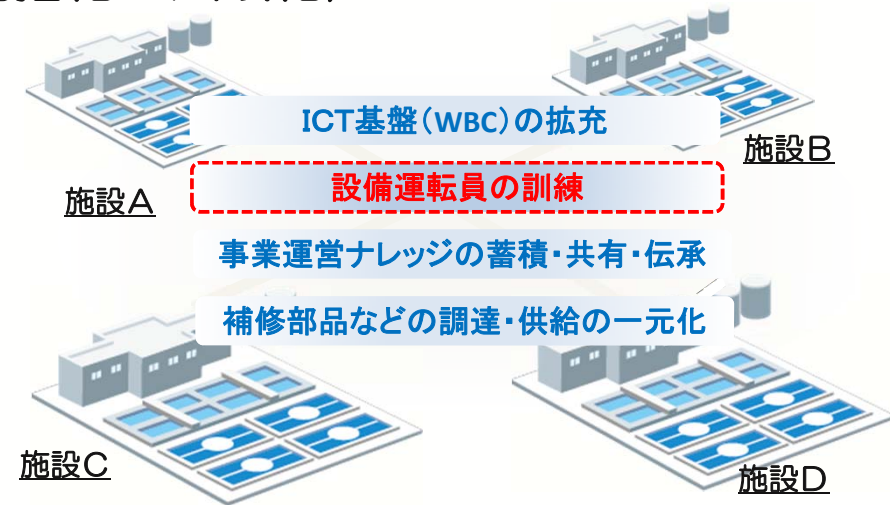 ICT基盤(WBC)の拡充
施設B
設備運転員の訓練
施設A
事業運営ナレッジの蓄積・共有・伝承
補修部品などの調達・供給の一元化
施設C
施設D